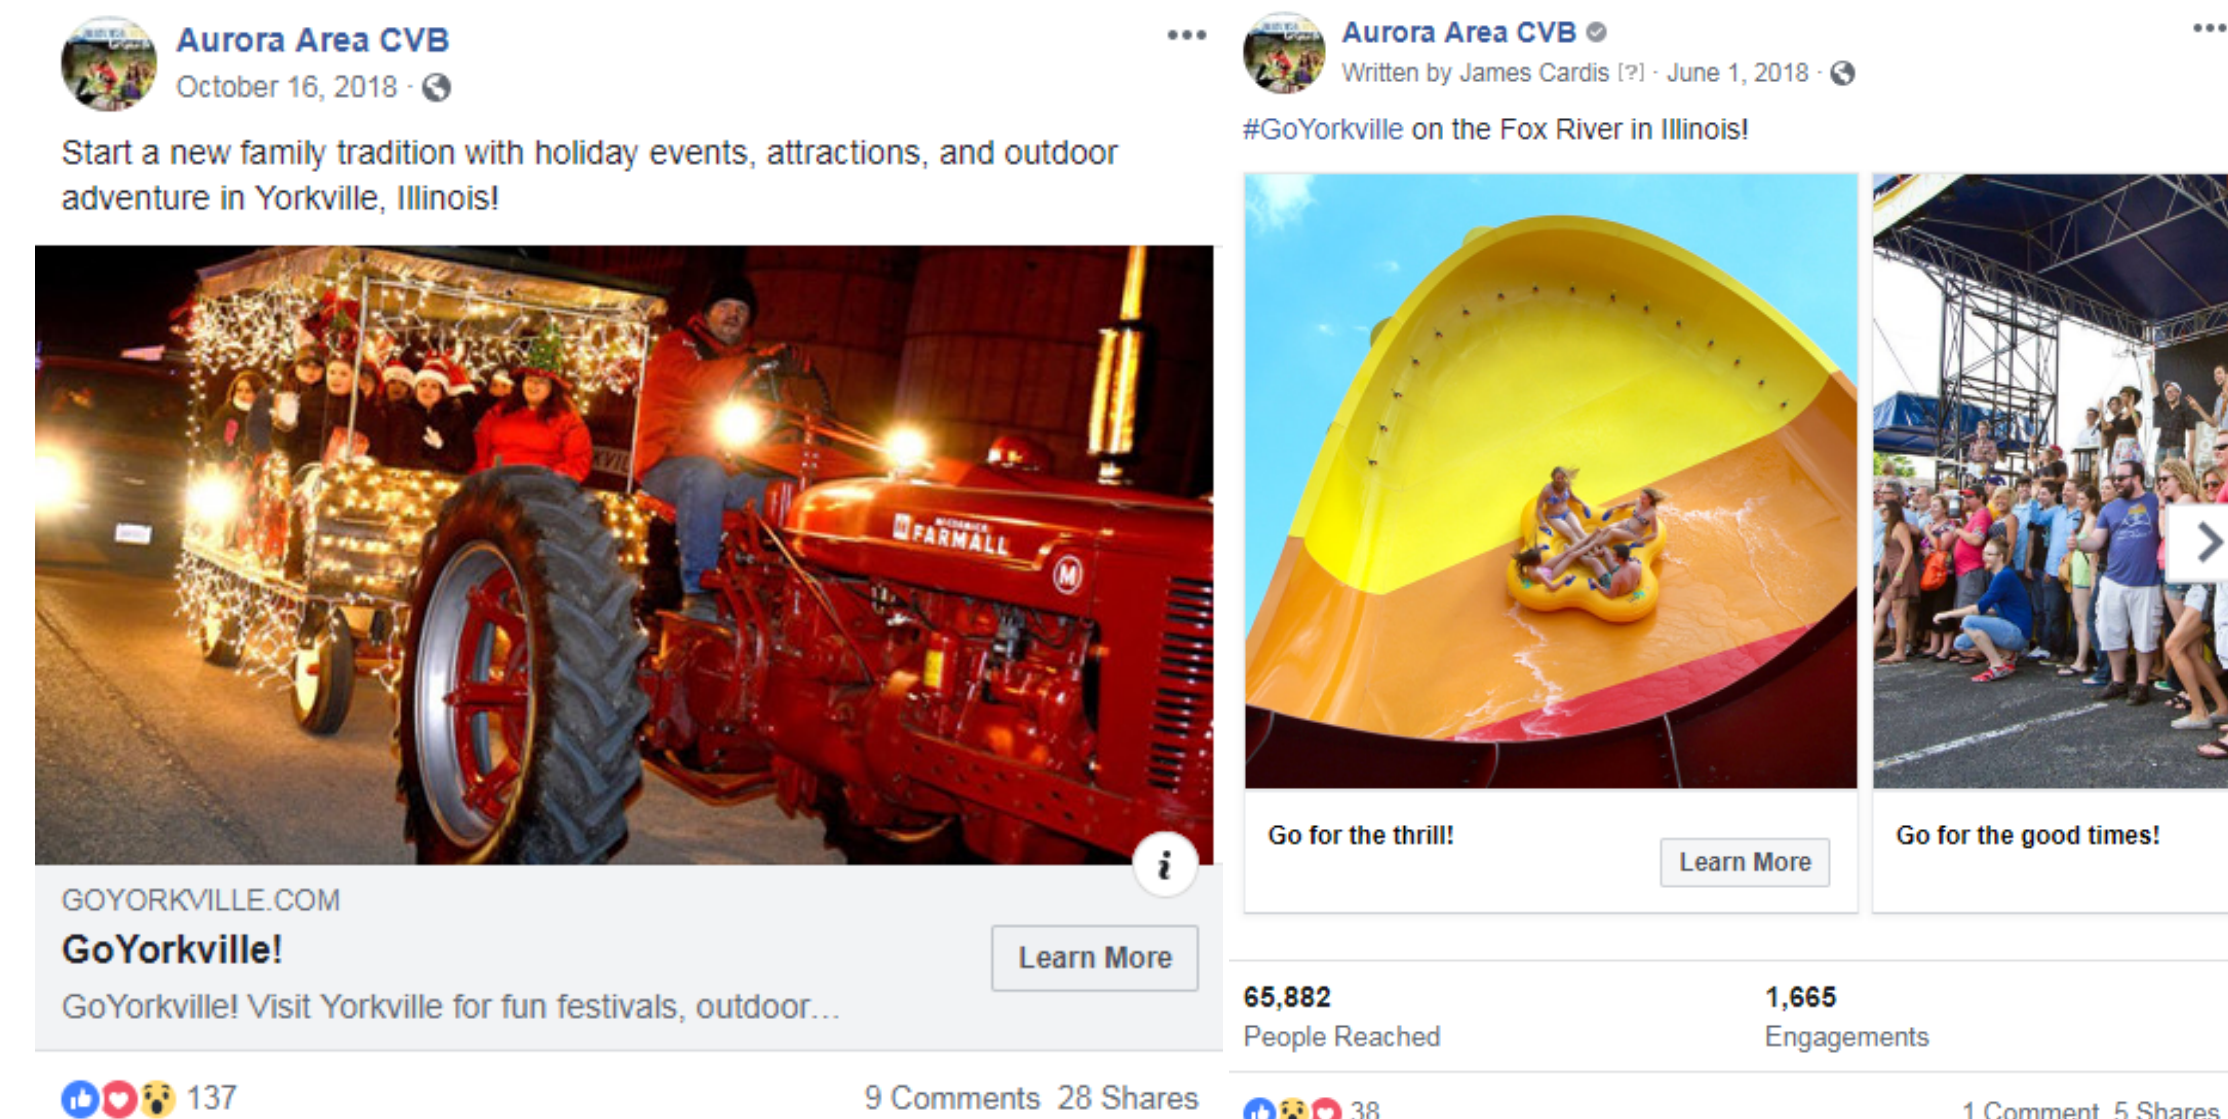 Aurora Area CVB
October 16, 2018 ·
Start a new family tradition with holiday events, attractions, and outdoor
adventure in Yorkville, Illinois!
McCORMICK
FARMALL
M
i
GOYORKVILLE.COM
GoYorkville!
Learn More
GoYorkville! Visit Yorkville for fun festivals, outdoor...
137
9 Comments 28 Shares
Aurora Area CVB
Written by James Cardis [?] · June 1, 2018 ·
#GoYorkville on the Fox River in Illinois!
Go for the thrill!
Learn More
Go for the good times!
65,882
1,665
People Reached
Engagements
38
1 Comment 5 Shares